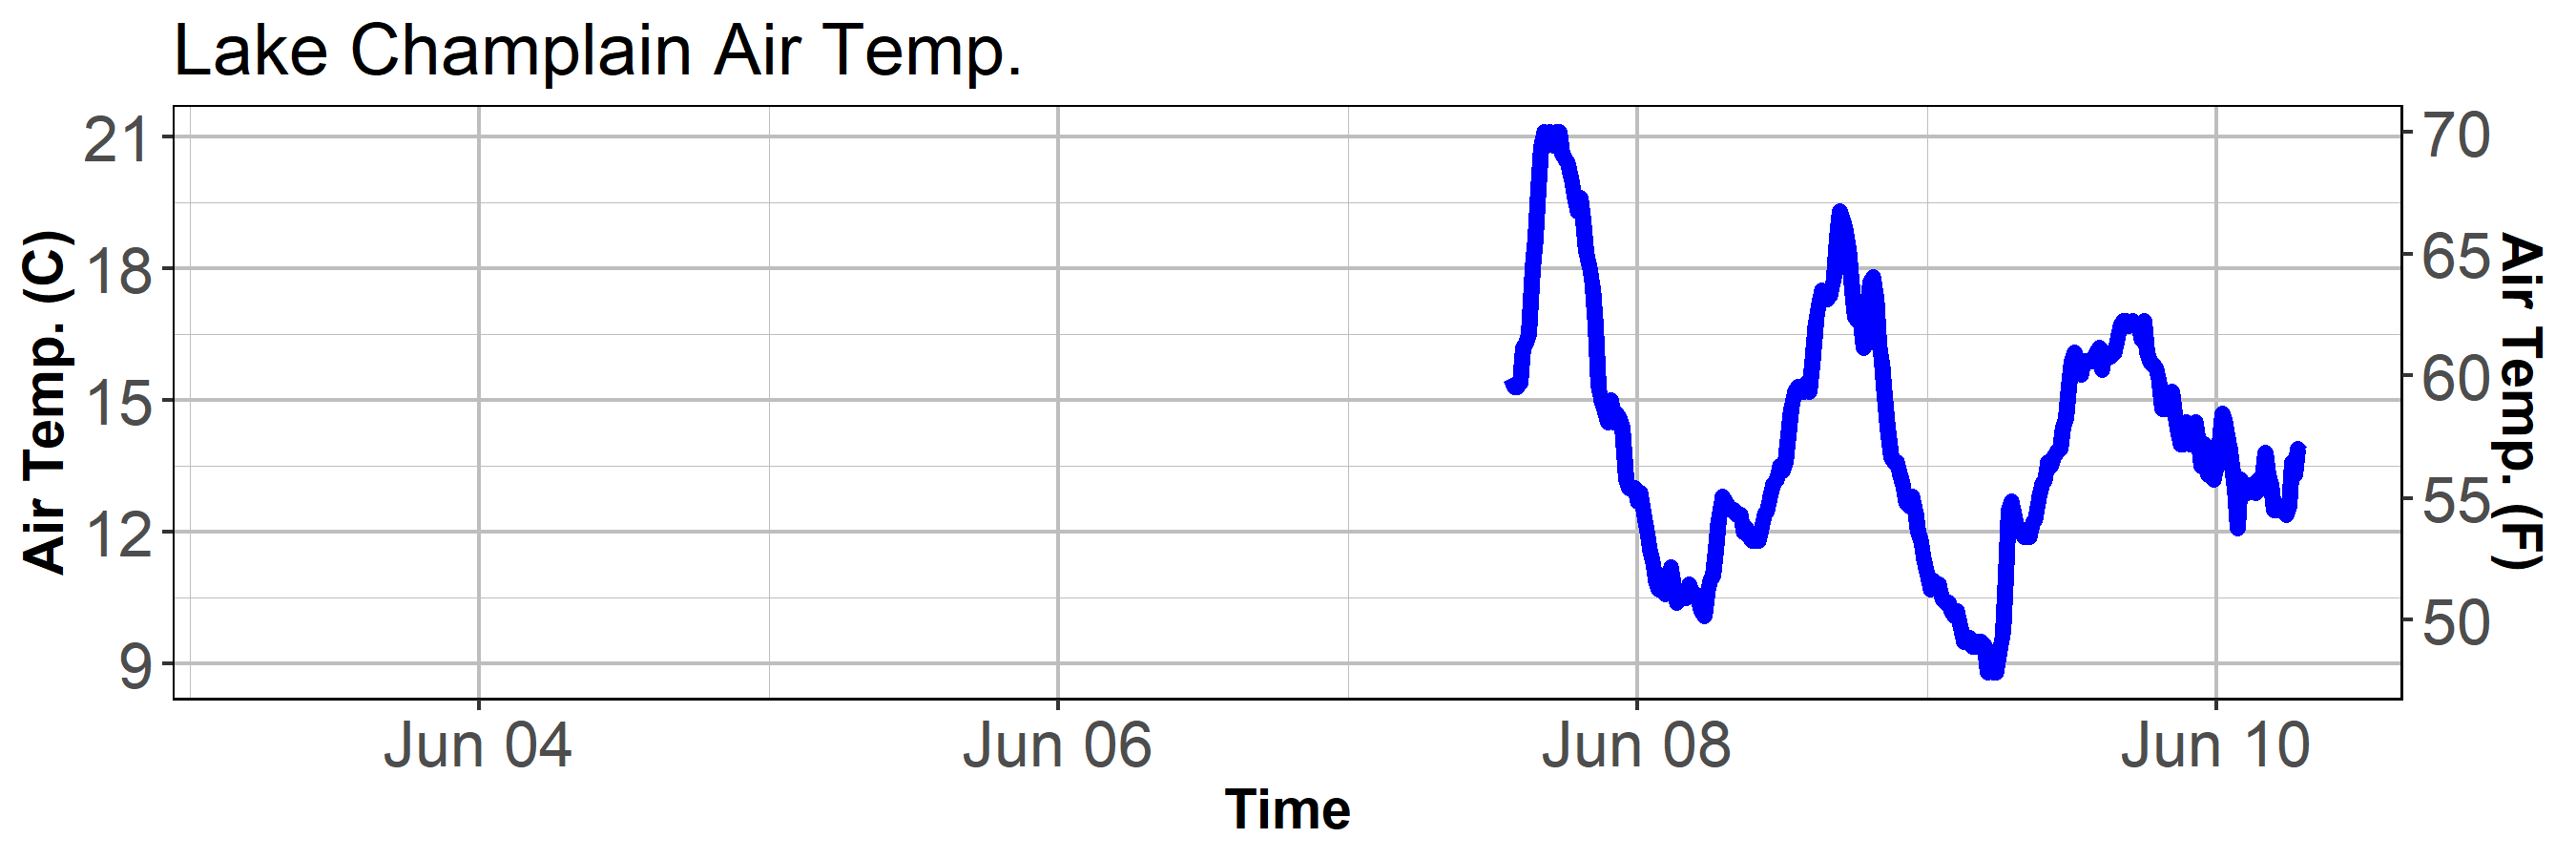 Lake Champlain Air Temp.
21
18
15
12
9
Air Temp. (C)
70
65
60
55
50
Air Temp. (F)
Jun 04
Jun 06
Jun 08
Jun 10
Time